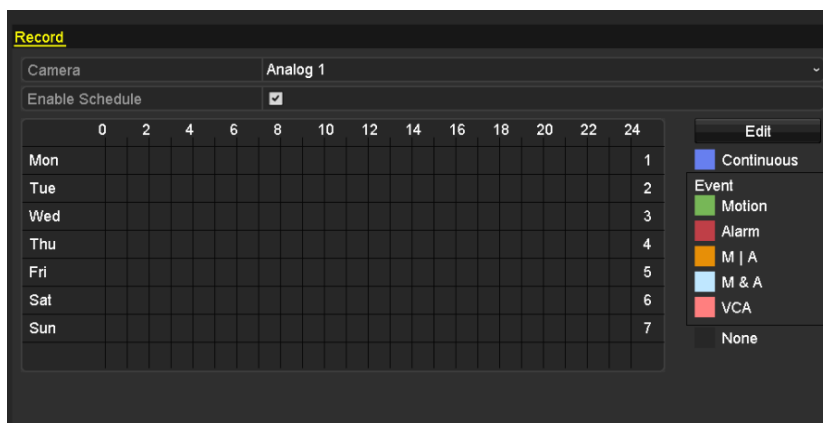 Record
Camera Analog 1
Enable Schedule
0 2 4 6 8 10 12 14 16 18 20 22 24 Edit
Mon 1 Continuous
Tue 2 Event
Motion
Wed 3
Alarm
Thu 4
M | A
Fri 5
M & A
Sat 6
VCA
Sun 7
None